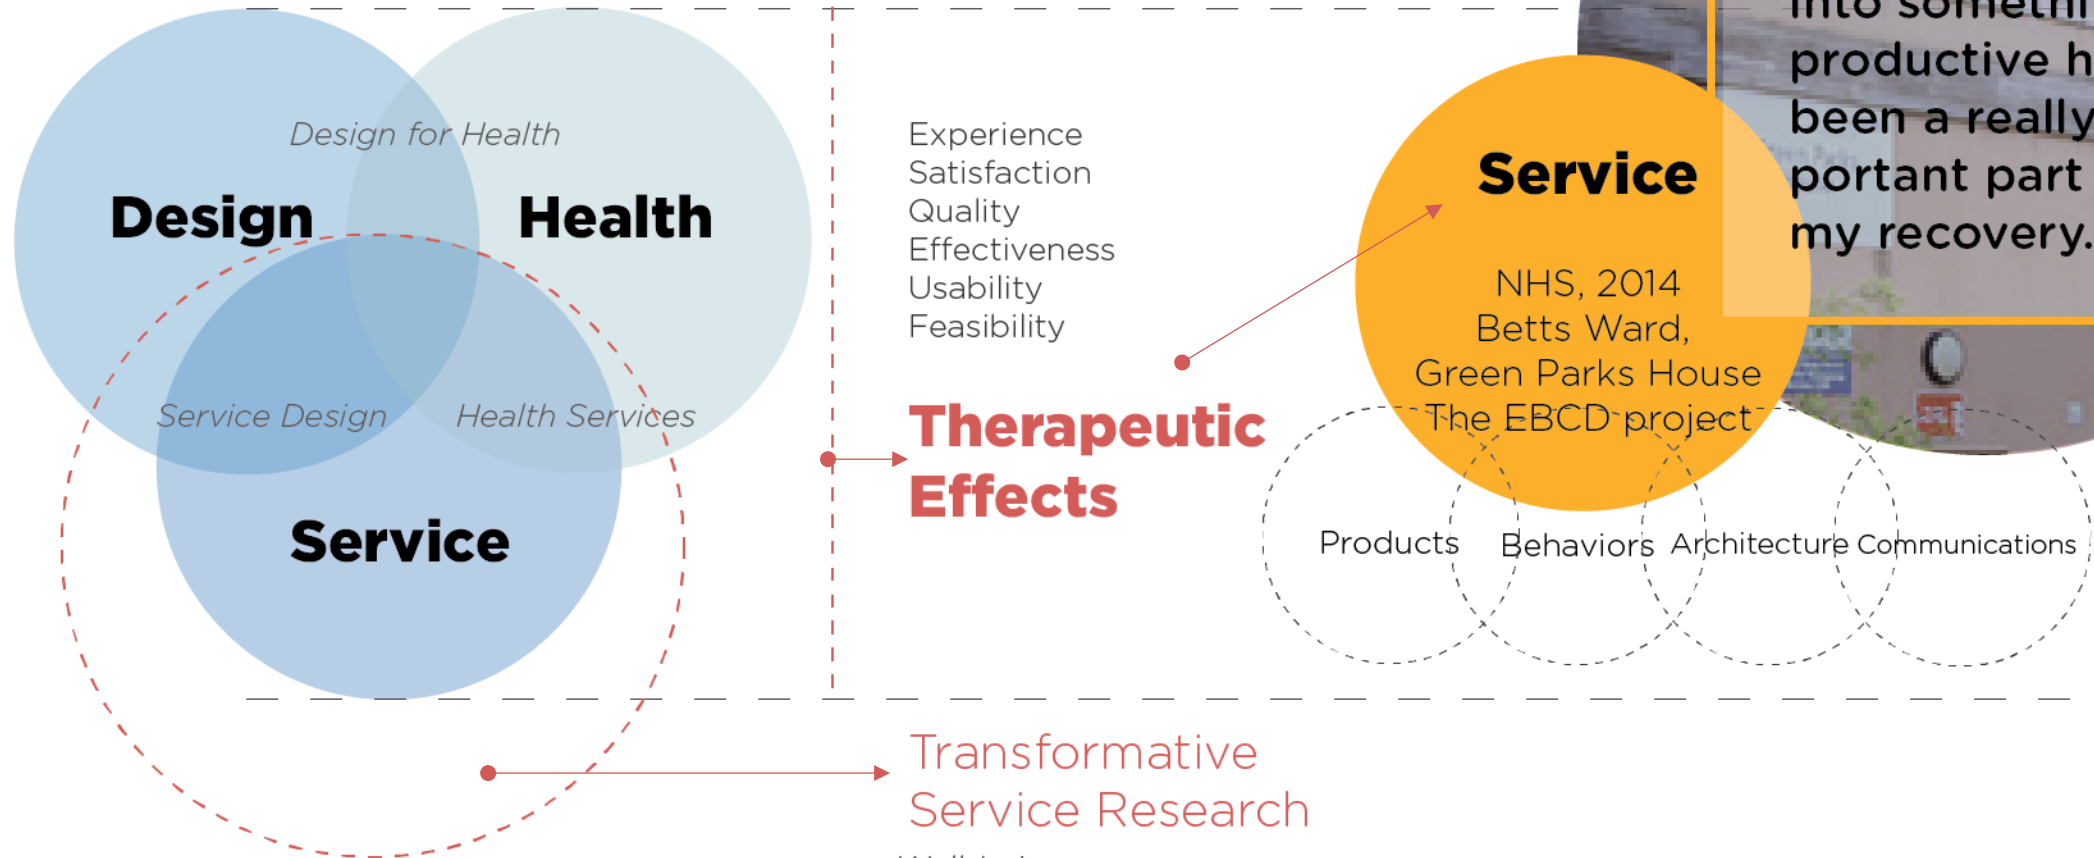 Design for Health
Design
Health
Service Design
Health Services
Service
Experience
Satisfaction
Quality
Effectiveness
Usability
Feasibility
Therapeutic
Effects
Transformative
Service Research
Service
NHS, 2014
Betts Ward,
Green Parks House
The EBCD project
Products
Behaviors
Architecture
Communications
productive h
been a really
portant part
my recovery.